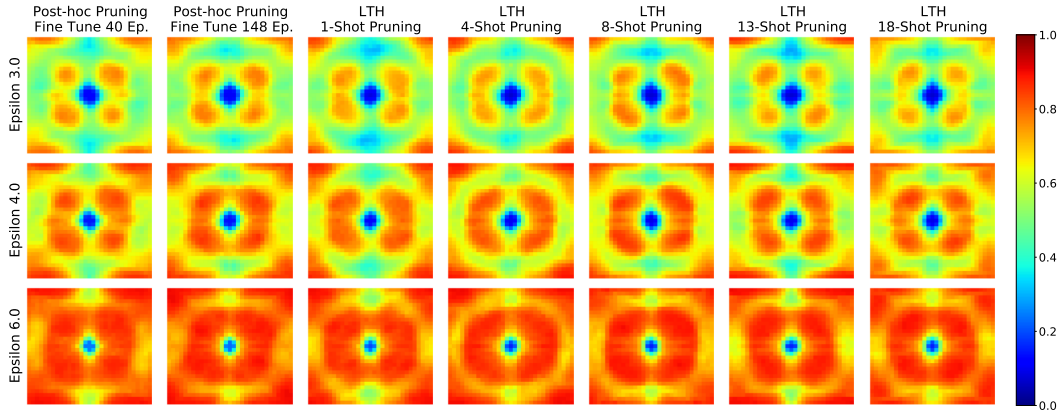 Post-hoc Pruning
Fine Tune 40 Ep.
Post-hoc Pruning
Fine Tune 148 Ep.
LTH
1-Shot Pruning
LTH
4-Shot Pruning
LTH
8-Shot Pruning
LTH
13-Shot Pruning
LTH
18-Shot Pruning
Epsilon 3.0
Epsilon 4.0
Epsilon 6.0
1.0
0.8
0.6
0.4
0.2
0.0